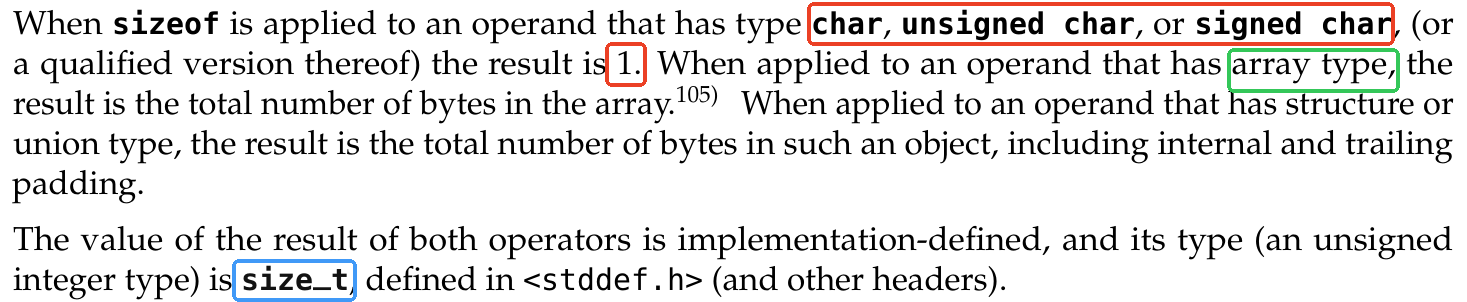 When sizeof is applied to an operand that has type char, unsigned char, or signed char, (or
a qualified version thereof) the result is 1. When applied to an operand that has array type, the
result is the total number of bytes in the array.105) When applied to an operand that has structure or
union type, the result is the total number of bytes in such an object, including internal and trailing
padding.
The value of the result of both operators is implementation-defined, and its type (an unsigned
integer type) is size_t, defined in <stddef.h> (and other headers).